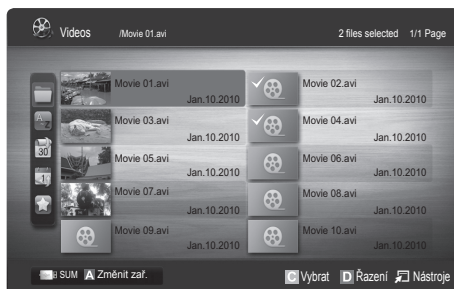 Videos /Movie 01.avi 2 files selected 1/1 Page
Movie 01.avi Movie 02.avi
Jan.10.2010 Jan.10.2010
Movie 03.avi Movie 04.avi
Jan.10.2010 Jan.10.2010
Movie 05.avi Movie 06.avi
Jan.10.2010 Jan.10.2010
Movie 07.avi Movie 08.avi
Jan.10.2010 Jan.10.2010
Movie 09.avi Movie 10.avi
Jan.10.2010 Jan.10.2010
A
Z
30
1
SUM A Změnit zař. C Vybrat D Řazení Nástroje